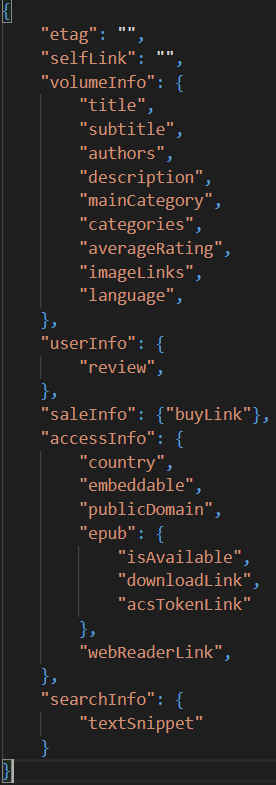 {
    "etag": "",
    "selfLink": "",
    "volumeInfo": {
        "title",
        "subtitle",
        "authors",
        "description",
        "mainCategory",
        "categories",
        "averageRating",
        "imageLinks",
        "language",
    },
    "userInfo": {
        "review",
    },
    "saleInfo": {"buyLink"},
    "accessInfo": {
        "country",
        "embeddable",
        "publicDomain",
        "epub": {
            "isAvailable",
            "downloadLink",
            "acsTokenLink"
        },
        "webReaderLink",
    },
    "searchInfo": {
        "textSnippet"
    }
}